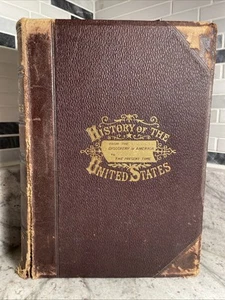 HISTORY OF THE
FROM THE
DISCOVERY OF AMERICA
TO
THE PRESENT TIME
UNITED STATES